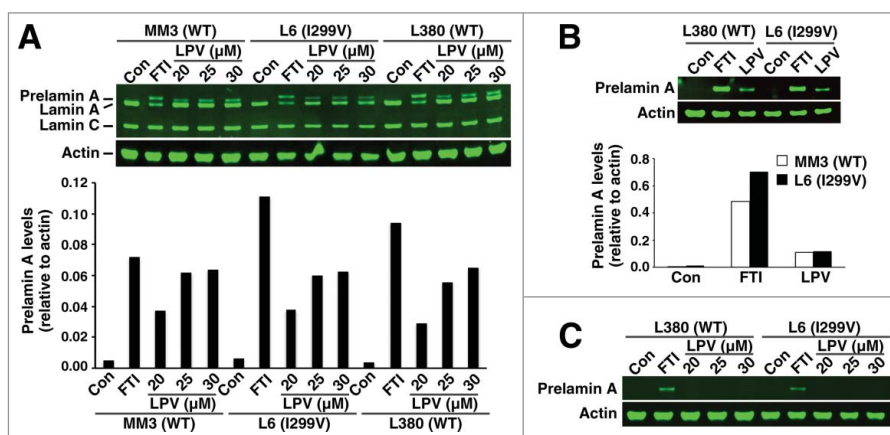 A
MM3 (WT) L6 (I299V) L380 (WT)
LPV (µM) LPV (µM) LPV (µM)
Con FTI 20 25 30 Con FTI 20 25 30 Con FTI 20 25 30
Prelamin A
Lamin A
Lamin C
Actin
Prelamin A levels
(relative to actin)
0.12
0.10
0.08
0.06
0.04
0.02
0.00
Con FTI 20 25 30 Con FTI 20 25 30 Con FTI 20 25 30
LPV (µM) LPV (µM) LPV (µM)
MM3 (WT) L6 (I299V) L380 (WT)
B
L380 (WT) L6 (I299V)
Con FTI LPV Con FTI LPV
Prelamin A
Actin
Prelamin A levels
(relative to actin)
0.8
0.6
0.4
0.2
0.0
MM3 (WT)
L6 (I299V)
Con FTI LPV
C
L380 (WT) L6 (I299V)
LPV (µM) LPV (µM)
Con FTI 20 25 30 Con FTI 20 25 30
Prelamin A
Actin